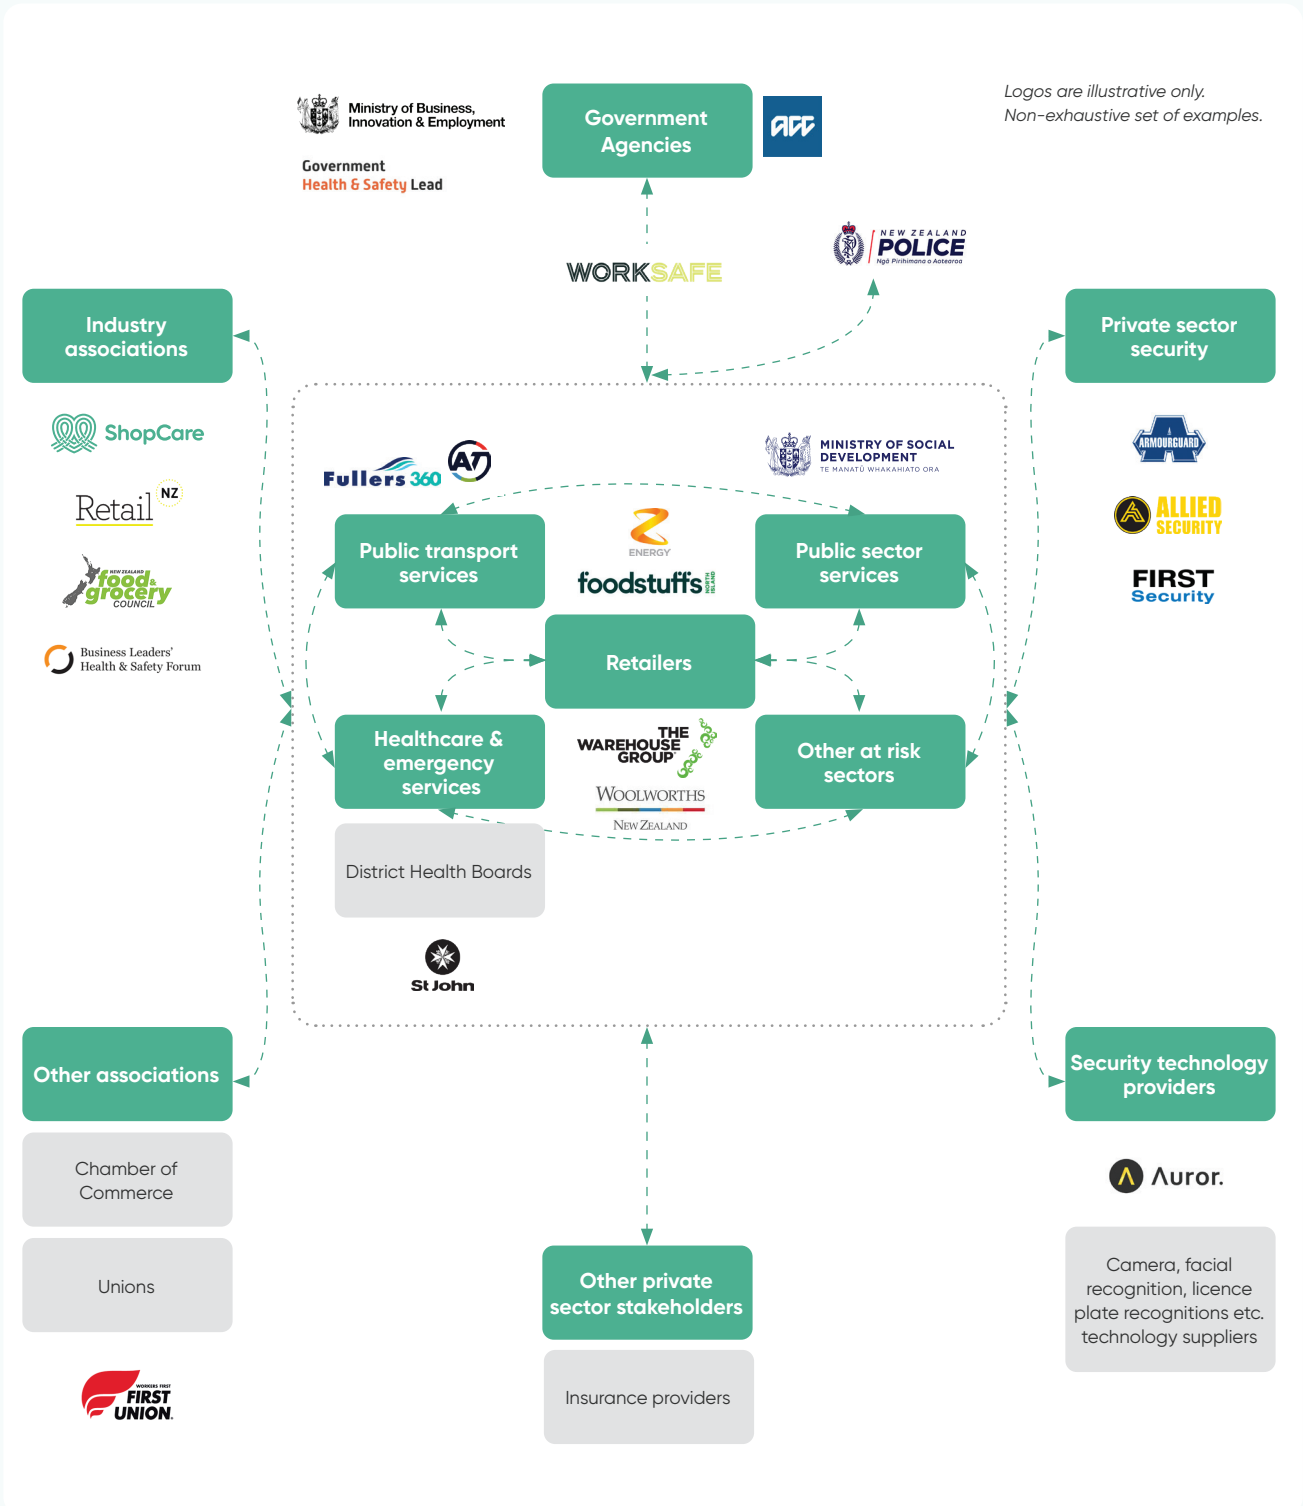 Logos are illustrative only.
Non-exhaustive set of examples.
Ministry of Business,
Innovation & Employment
Government
Health & Safety Lead
Government
Agencies
acc
WORKSAFE
NEW ZEALAND
POLICE
Ngā Pirihimana o Aotearoa
Industry
associations
ShopCare
Retail NZ
NEW ZEALAND
food &
grocery
COUNCIL
Business Leaders'
Health & Safety Forum
Private sector
security
ARMOURGUARD
ALLIED
SECURITY
FIRST
Security
Fullers 360
AT
MINISTRY OF SOCIAL
DEVELOPMENT
TE MANATŪ WHAKAHIATO ORA
Public transport
services
Z
ENERGY
foodstuffs NORTH ISLAND
Public sector
services
Retailers
Healthcare &
emergency
services
THE
WAREHOUSE
GROUP
WOOLWORTHS
NEW ZEALAND
Other at risk
sectors
District Health Boards
St John
Other associations
Chamber of
Commerce
Unions
WORKERS FIRST
FIRST
UNION
Other private
sector stakeholders
Insurance providers
Security technology
providers
Auror.
Camera, facial
recognition, licence
plate recognitions etc.
technology suppliers